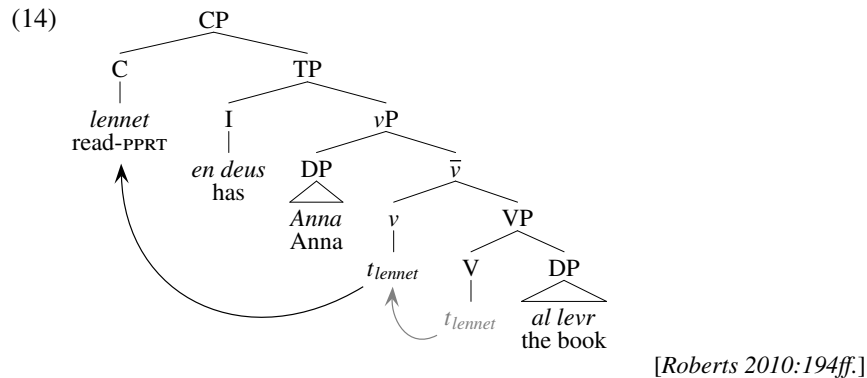 (14)
CP
C TP
lennet I vP
read-PPRT
en deus DP v̅
has
Anna v VP
Anna
t_lennet V DP
t_lennet al levr
the book
[Roberts 2010:194ff.]